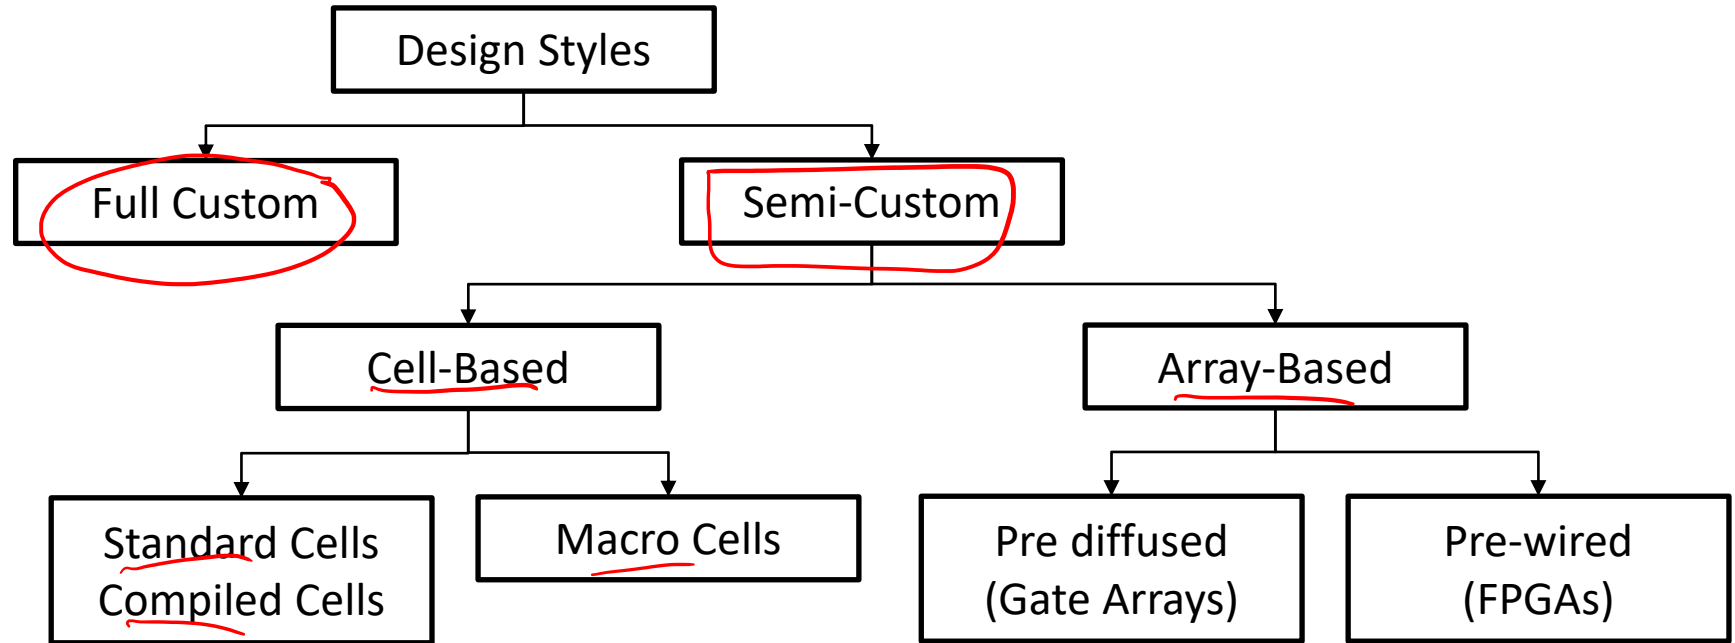 Design Styles
Full Custom
Semi-Custom
Cell-Based
Array-Based
Standard Cells
Compiled Cells
Macro Cells
Pre diffused
(Gate Arrays)
Pre-wired
(FPGAs)